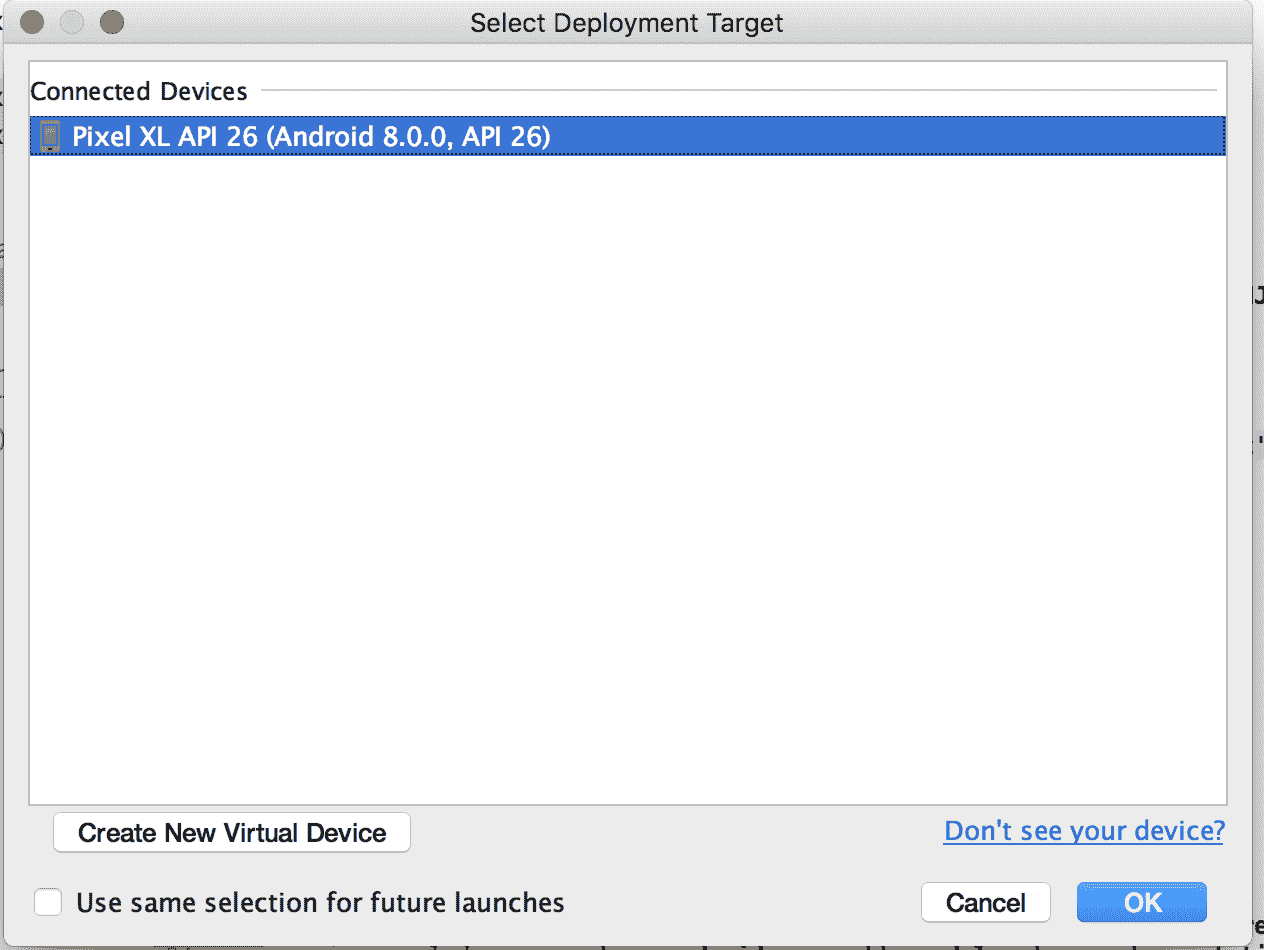 Select Deployment Target
Connected Devices
Pixel XL API 26 (Android 8.0.0, API 26)
Create New Virtual Device
Don't see your device?
Use same selection for future launches
Cancel
OK